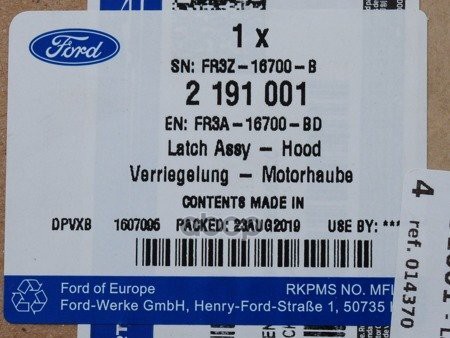 Ford
1 x
SN: FR3Z-16700-B
2 191 001
EN: FR3A-16700-BD
Latch Assy - Hood
Verriegelung - Motorhaube
CONTENTS MADE IN
DPVXB 1607095 PACKED: 23AUG2019 USE BY: ***
Ford of Europe RKPMS NO. MFL
Ford-Werke GmbH, Henry-Ford-Straße 1, 50735
4
ref. 014370